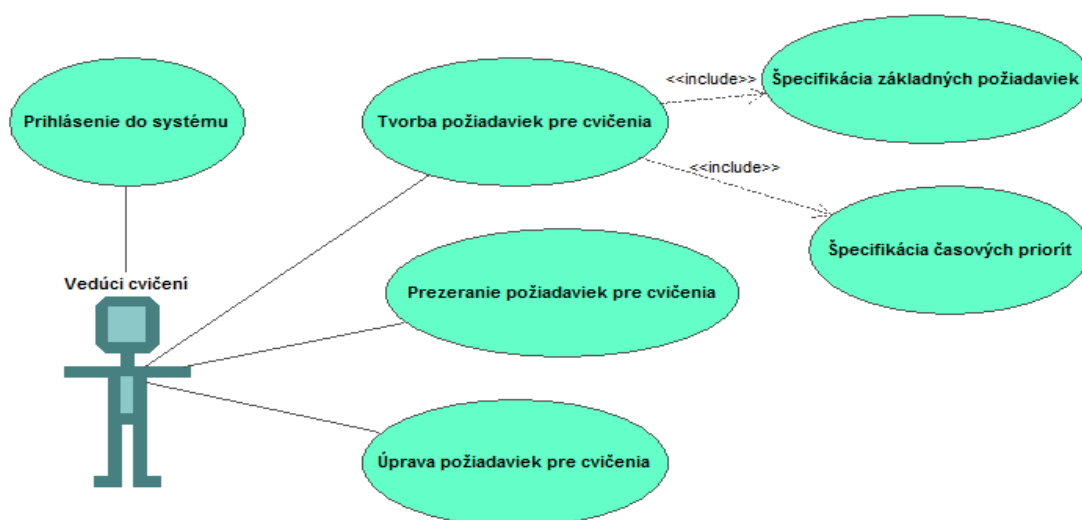 Prihlásenie do systému
Tvorba požiadaviek pre cvičenia
<<include>>
Špecifikácia základných požiadaviek
<<include>>
Špecifikácia časových priorít
Vedúci cvičení
Prezeranie požiadaviek pre cvičenia
Úprava požiadaviek pre cvičenia